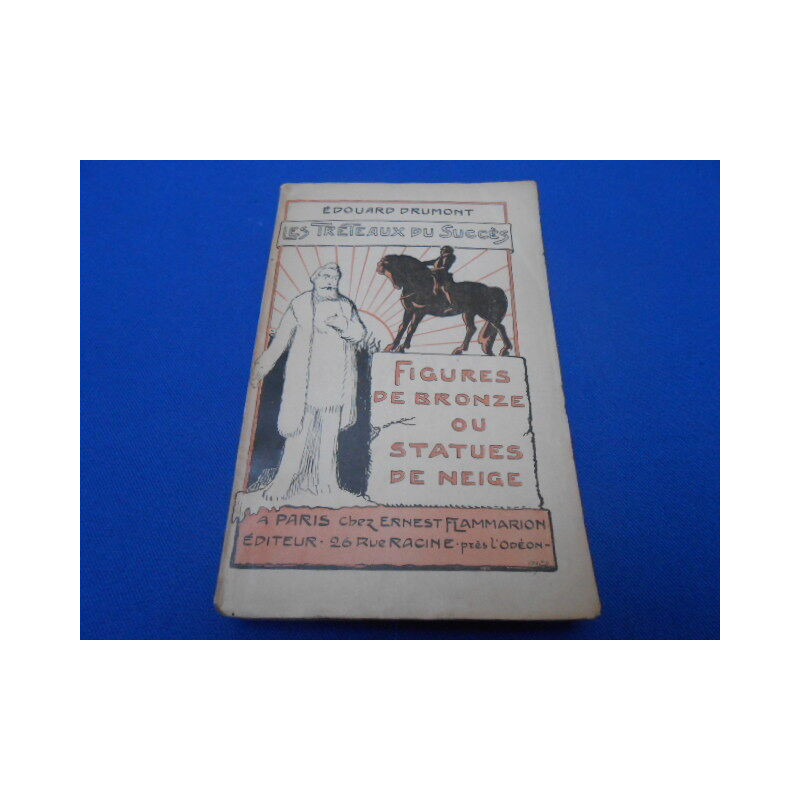 ÉDOUARD DRUMONT
LES TRÉTEAUX DU SUCCÈS
FIGURES
DE BRONZE
OU
STATUES
DE NEIGE
A PARIS chez ERNEST FLAMMARION
ÉDITEUR · 26 RUE RACINE · près l'ODÉON -